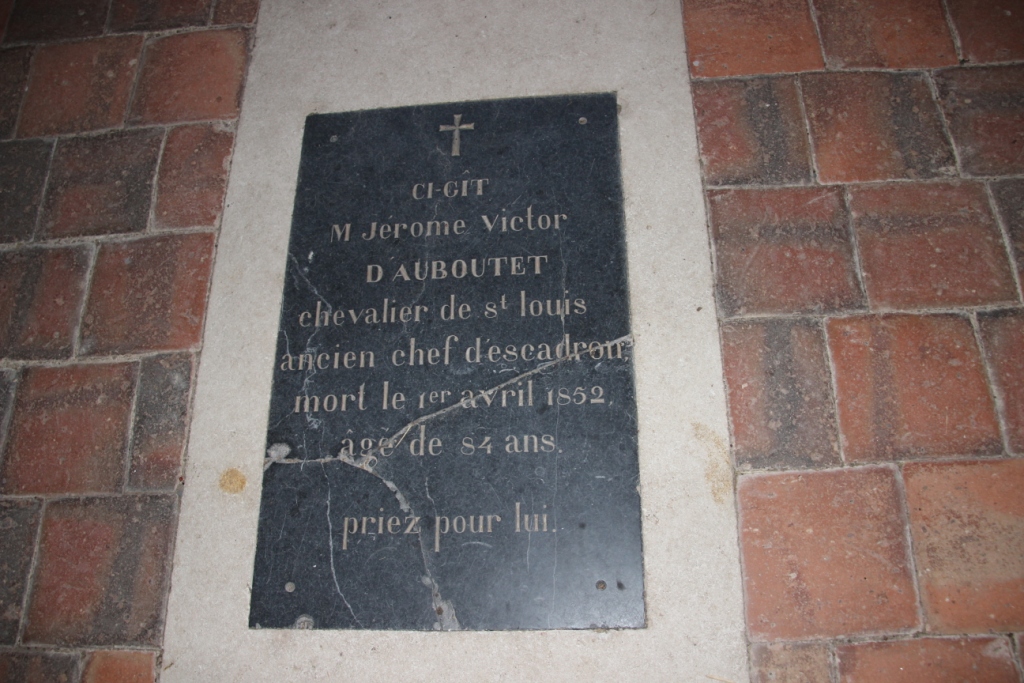 CI-GÎT
M Jérome Victor
D AUBOUTET
chevalier de st louis
ancien chef d'escadron,
mort le 1er avril 1852,
âgé de 84 ans.
priez pour lui.